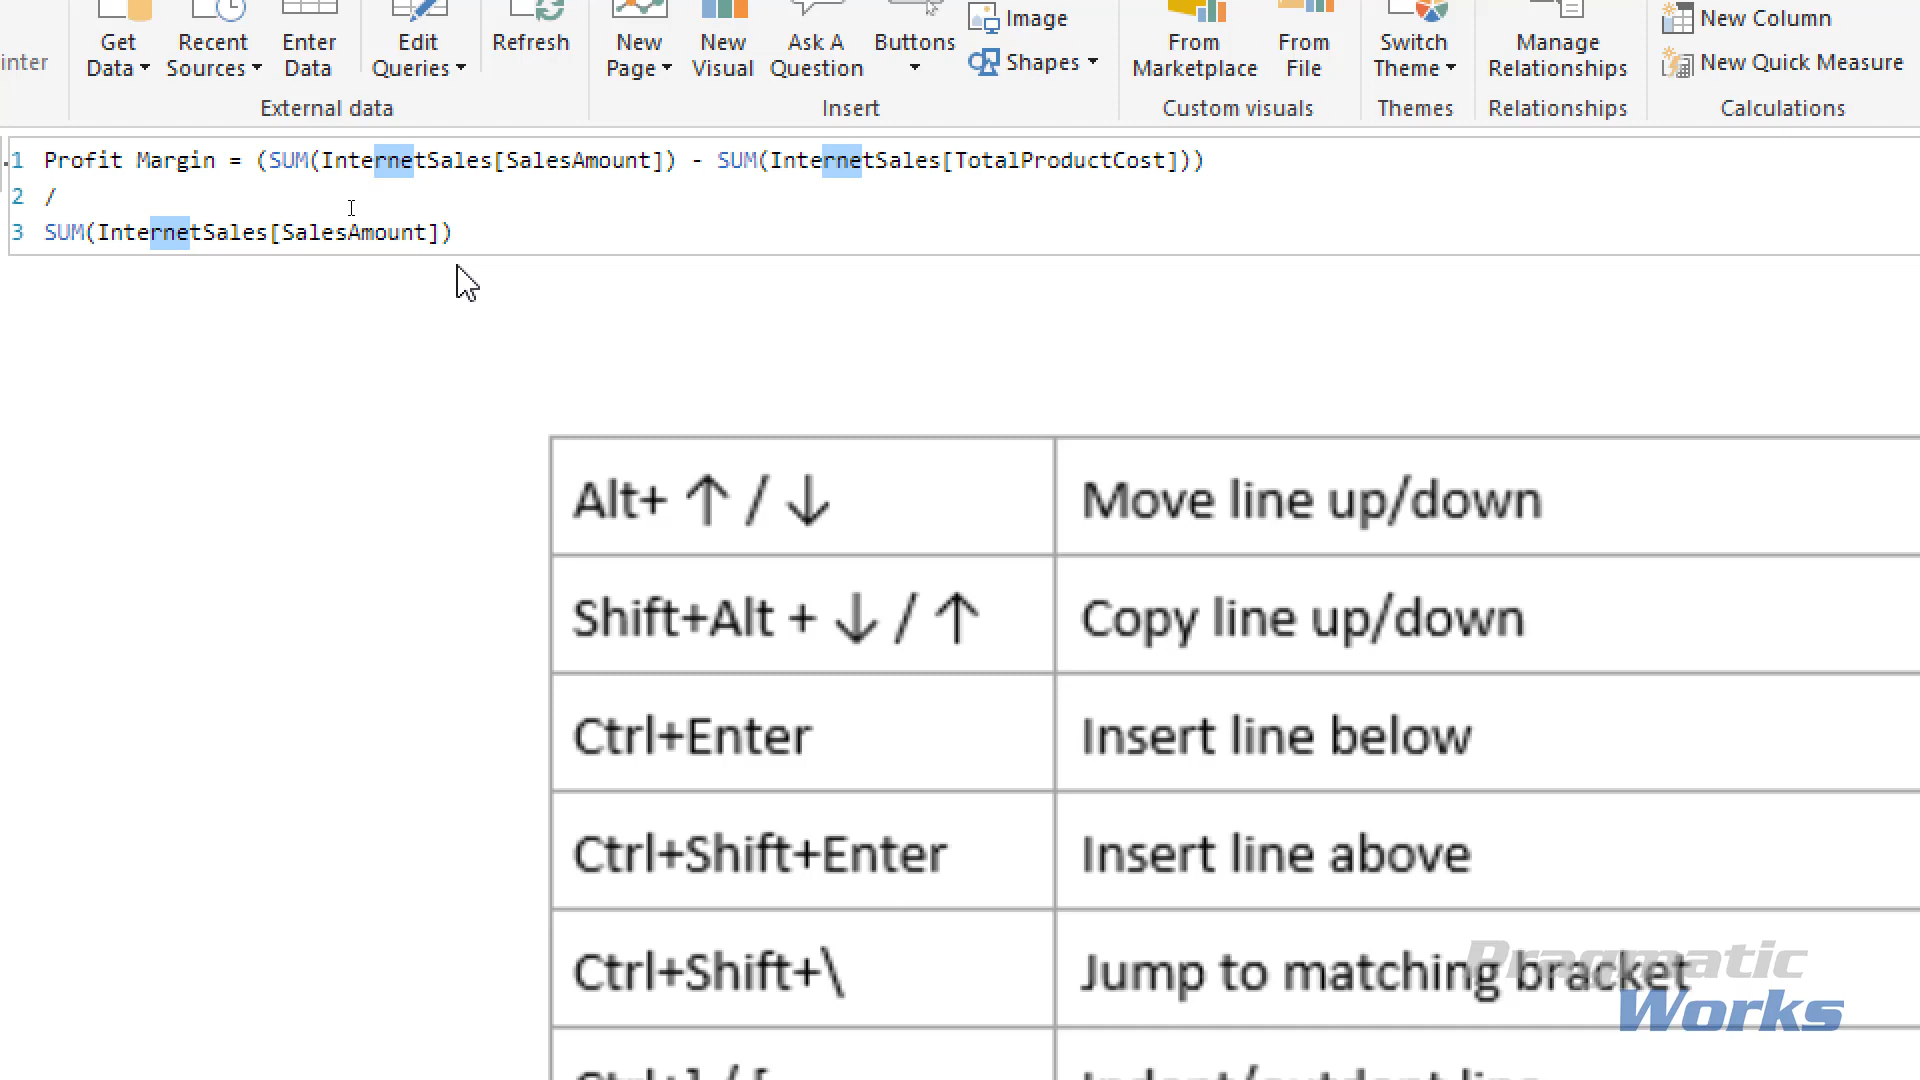 Image
New Column
Get Data
Recent Sources
Enter Data
Edit Queries
Refresh
New Page
New Visual
Ask A Question
Buttons
Shapes
From Marketplace
From File
Switch Theme
Manage Relationships
New Quick Measure
inter
External data
Insert
Custom visuals
Themes
Relationships
Calculations
1 Profit Margin = (SUM(InternetSales[SalesAmount]) - SUM(InternetSales[TotalProductCost]))
2 /
3 SUM(InternetSales[SalesAmount])
Alt+ ↑ / ↓ Move line up/down
Shift+Alt + ↓ / ↑ Copy line up/down
Ctrl+Enter Insert line below
Ctrl+Shift+Enter Insert line above
Ctrl+Shift+\ Jump to matching bracket
Pragmatic
Works